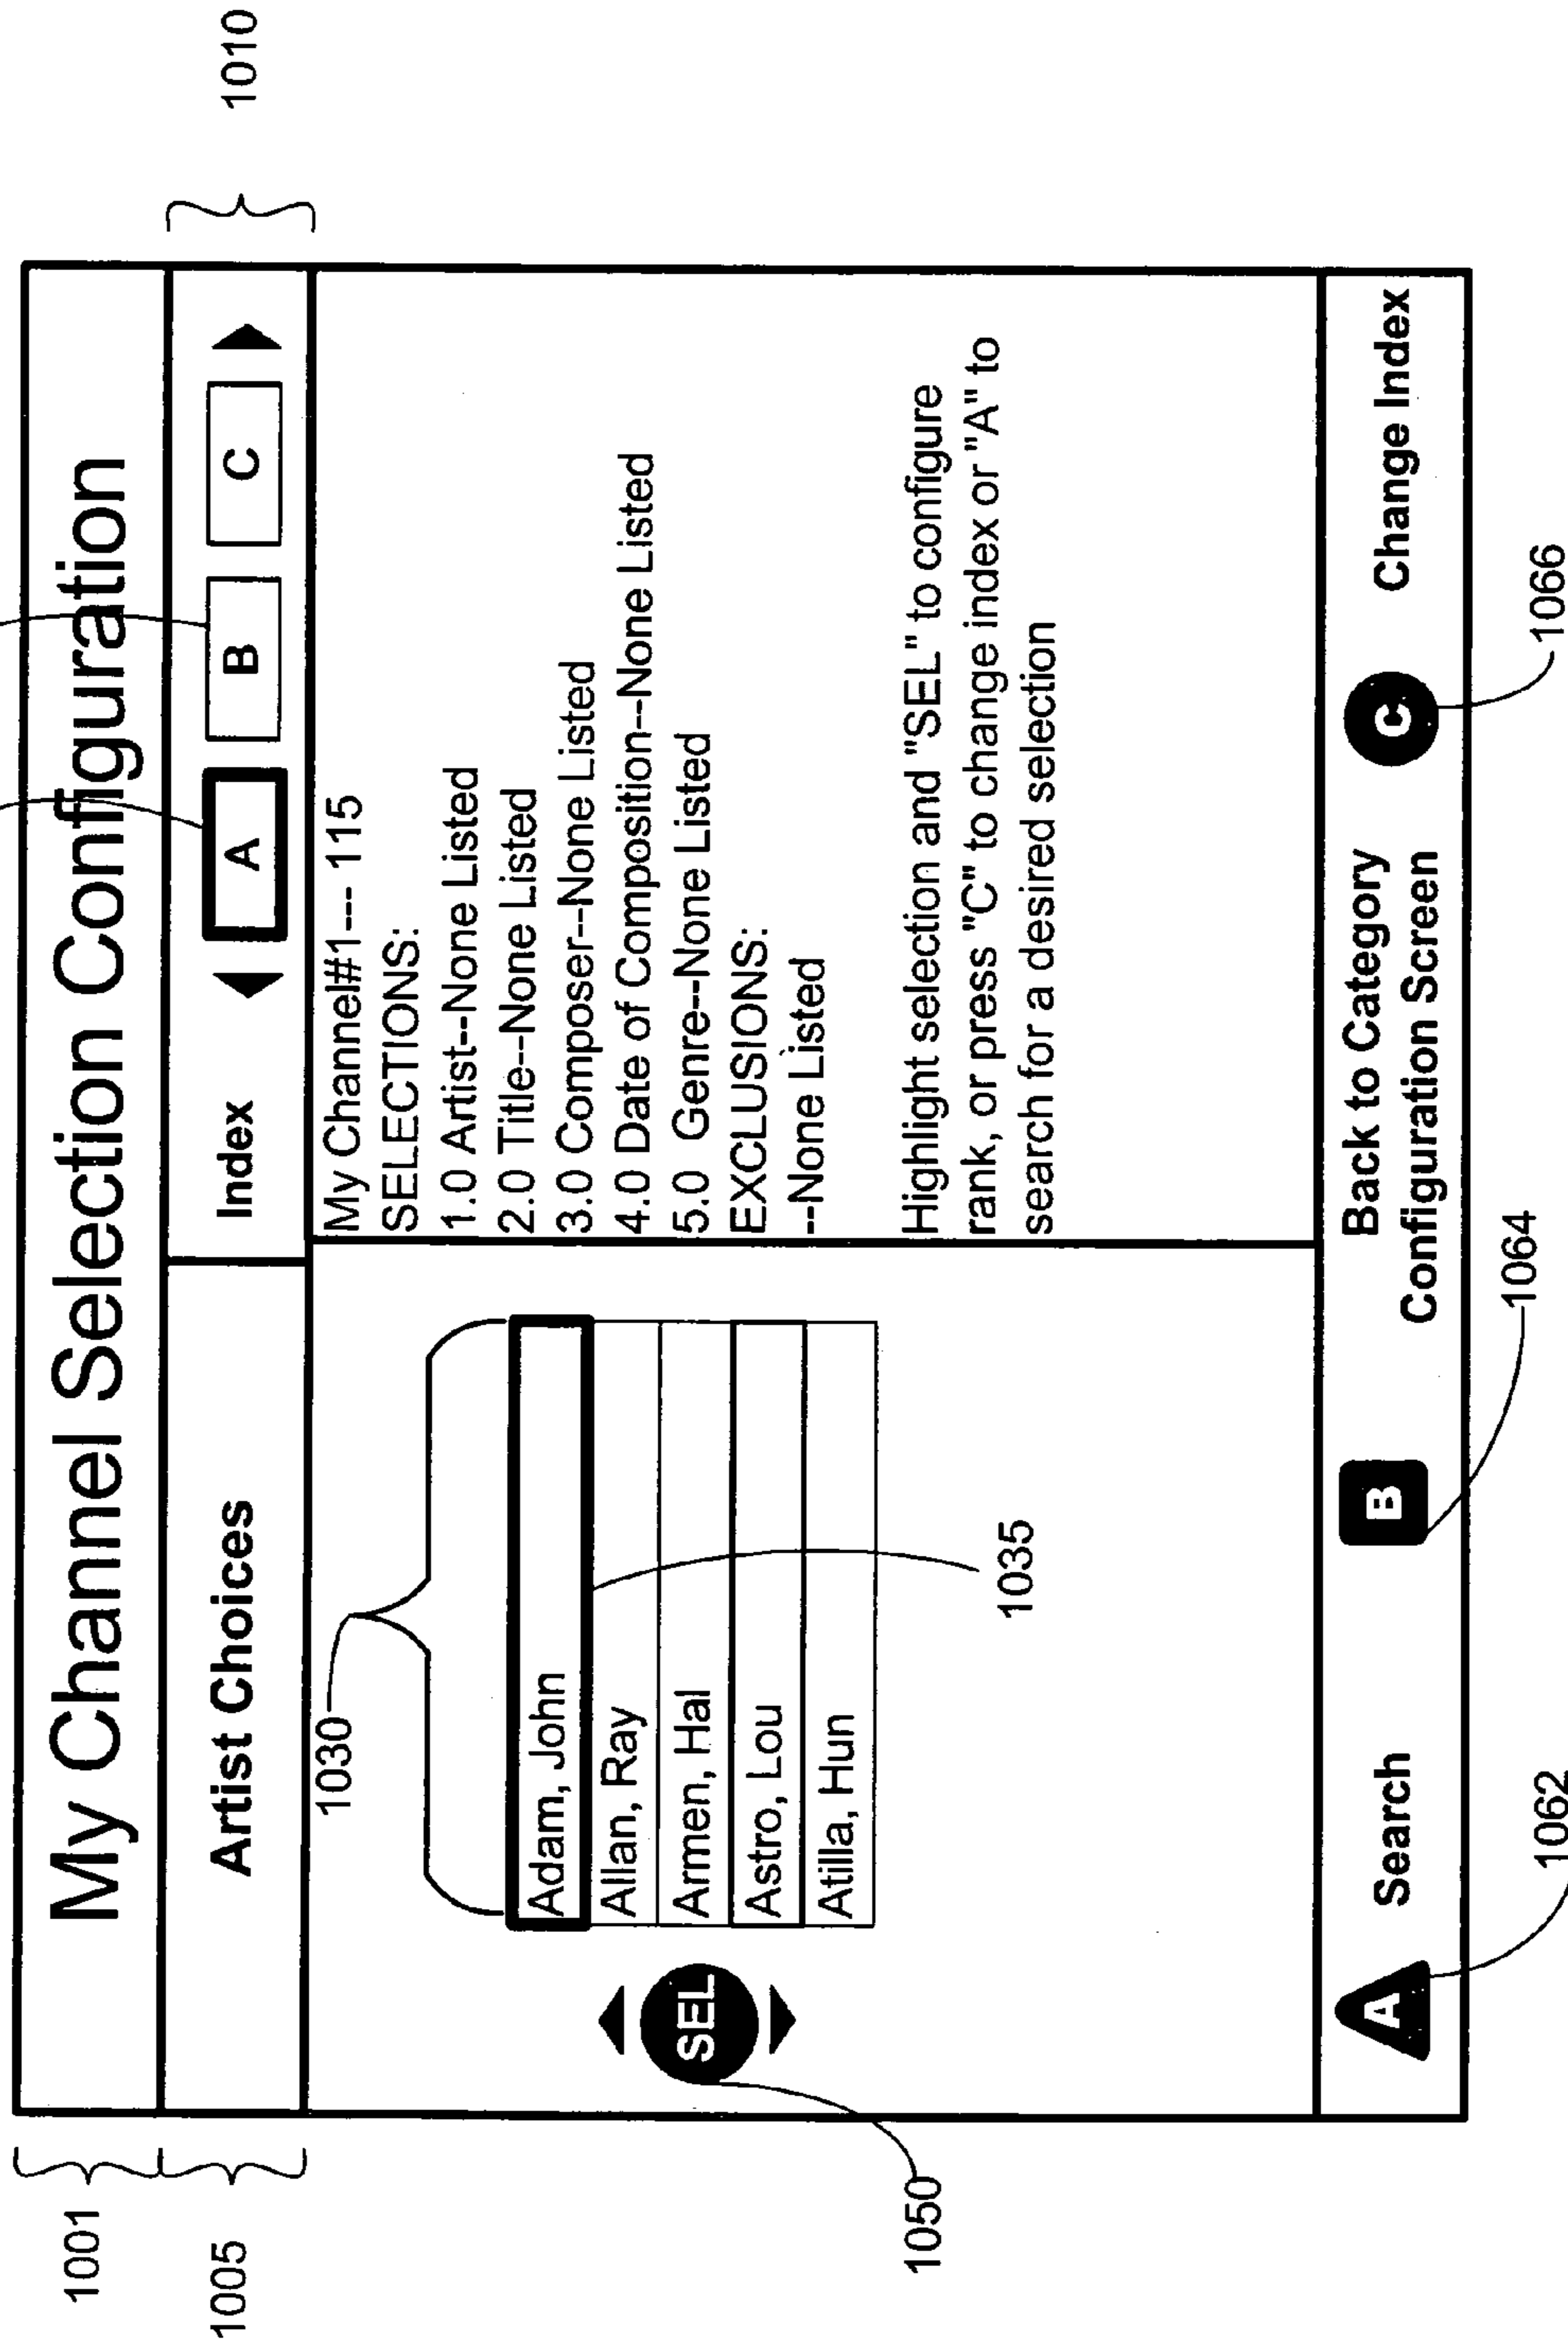 My Channel Selection Configuration
1001
1005
Artist Choices
Index
A
B
C
1010
1030
Adam, John
Allan, Ray
Armen, Hal
Astro, Lou
Atilla, Hun
SEL
1035
1050
My Channel#1--- 115
SELECTIONS:
1.0 Artist--None Listed
2.0 Title--None Listed
3.0 Composer--None Listed
4.0 Date of Composition--None Listed
5.0 Genre--None Listed
EXCLUSIONS:
--None Listed
Highlight selection and "SEL" to configure
rank, or press "C" to change index or "A" to
search for a desired selection
A
Search
B
Back to Category
Configuration Screen
C
Change Index
1062
1064
1066